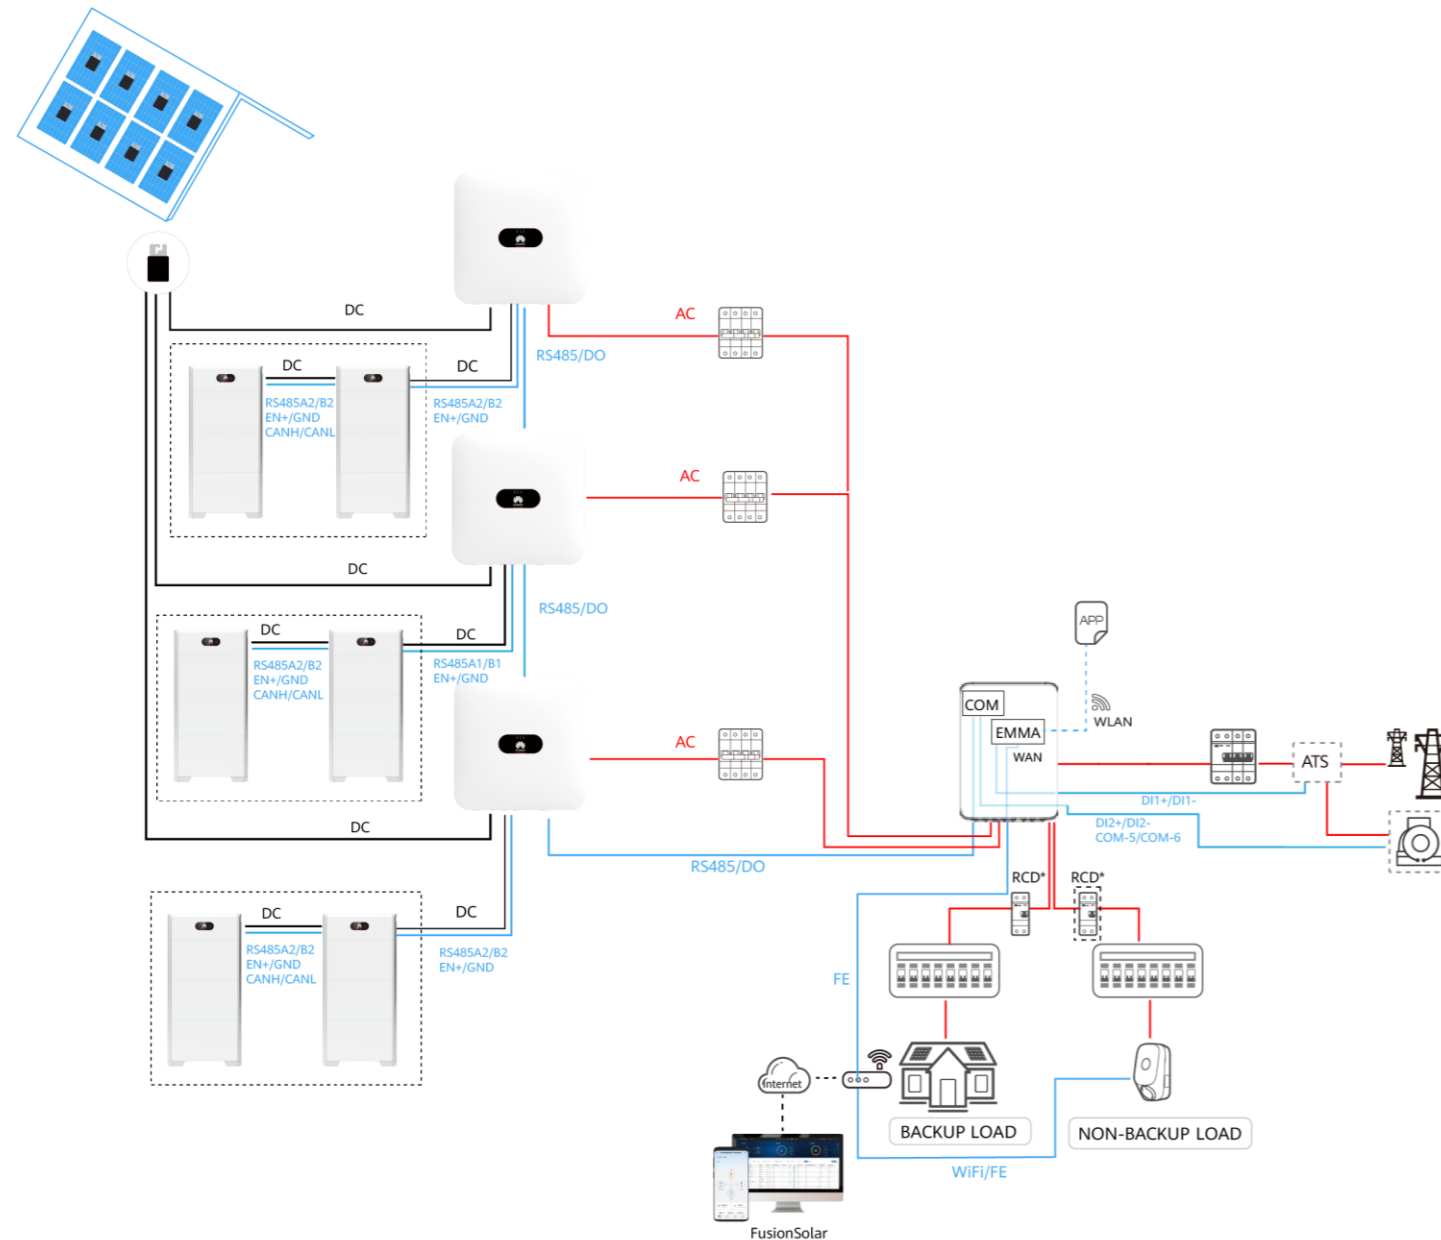 DC
AC
RS485/DO
DC
DC
RS485A2/B2
EN+/GND
CANH/CANL
RS485A2/B2
EN+/GND
AC
DC
RS485/DO
DC
DC
RS485A2/B2
EN+/GND
CANH/CANL
RS485A1/B1
EN+/GND
APP
WLAN
COM
EMMA
WAN
AC
ATS
DI1+/DI1-
DI2+/DI2-
COM-5/COM-6
DC
RS485/DO
RCD*
RCD*
DC
DC
RS485A2/B2
EN+/GND
CANH/CANL
RS485A2/B2
EN+/GND
FE
Internet
BACKUP LOAD
NON-BACKUP LOAD
WiFi/FE
FusionSolar